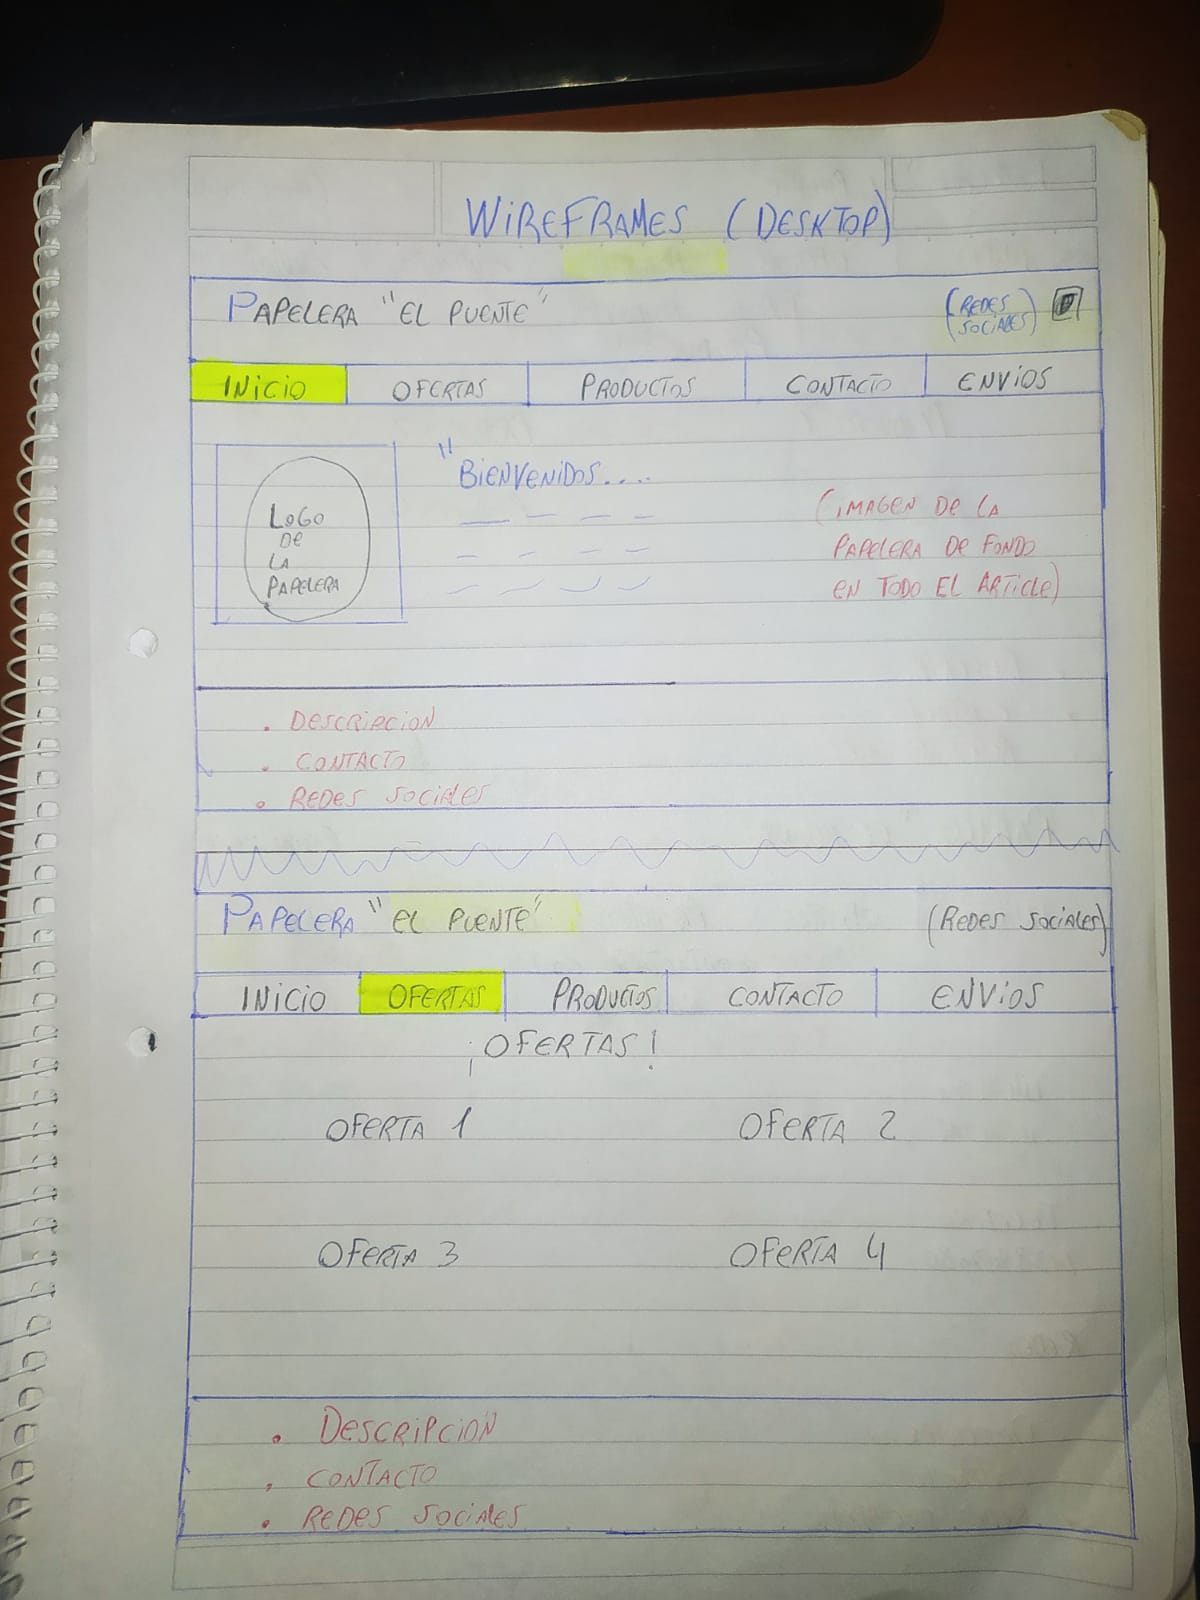 WIREFRAMES (DESKTOP)
PAPELERA "EL PUENTE"
(REDES
SOCIALES)
INICIO OFERTAS PRODUCTOS CONTACTO ENVIOS
"BIENVENIDOS....
LOGO
DE
LA
PAPELERA
(IMAGEN DE LA
PAPELERA DE FONDO
EN TODO EL ARTICLE)
• DESCRIPCION
• CONTACTO
• REDES SOCIALES
PAPELERA "EL PUENTE" (REDES SOCIALES)
INICIO OFERTAS PRODUCTOS CONTACTO ENVIOS
¡OFERTAS!
OFERTA 1 OFERTA 2
OFERTA 3 OFERTA 4
• DESCRIPCION
• CONTACTO
• REDES SOCIALES